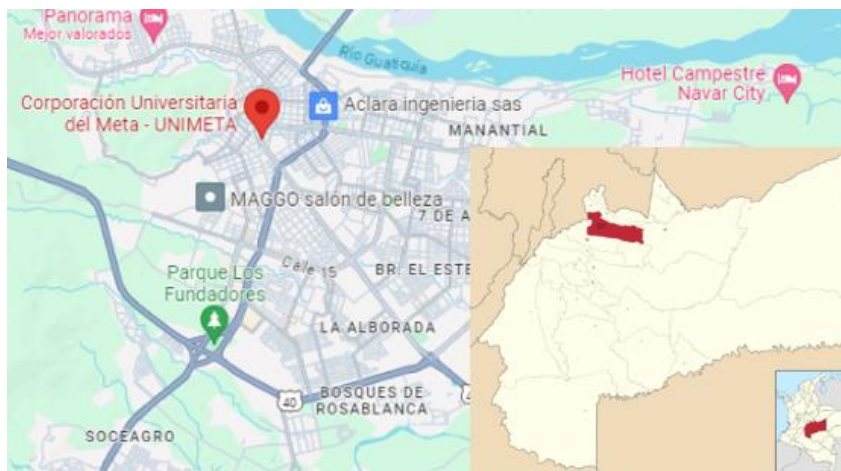 Panorama
Mejor valorados
Río Guatiquía
Corporación Universitaria
del Meta - UNIMETA
Aclara ingenieria sas
Hotel Campestre
Navar City
MANANTIAL
MAGGO salón de belleza
7 DE A
Calle 15
BR. EL ESTE
Parque Los
Fundadores
LA ALBORADA
40
BOSQUES DE
ROSABLANCA
SOCEAGRO